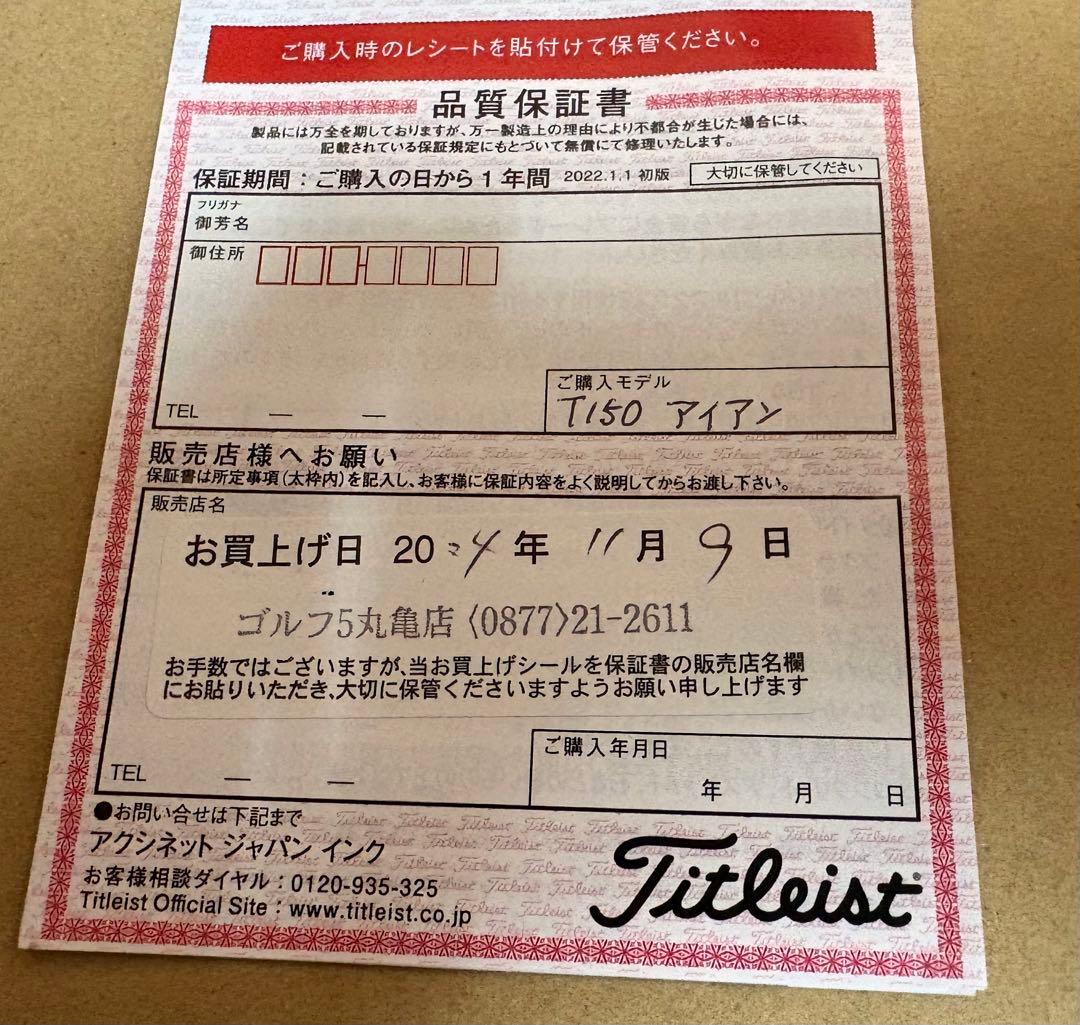 ご購入時のレシートを貼付けて保管ください。
品質保証書
製品には万全を期しておりますが、万一製造上の理由により不都合が生じた場合には、
記載されている保証規定にもとづいて無償にて修理いたします。
保証期間：ご購入の日から1年間 2022.1.1 初版 大切に保管してください
フリガナ
御芳名
御住所
ご購入モデル
TEL ― ― T150 アイアン
販売店様へお願い
保証書は所定事項(太枠内)を記入し、お客様に保証内容をよく説明してからお渡し下さい。
販売店名
お買上げ日 2024年 11月 9日
ゴルフ5丸亀店〈0877〉21-2611
お手数ではございますが、当お買上げシールを保証書の販売店名欄
にお貼りいただき、大切に保管くださいますようお願い申し上げます
ご購入年月日
TEL ― ― 年 月 日
●お問い合せは下記まで
アクシネット ジャパン インク
お客様相談ダイヤル：0120-935-325
Titleist Official Site：www.titleist.co.jp
Titleist